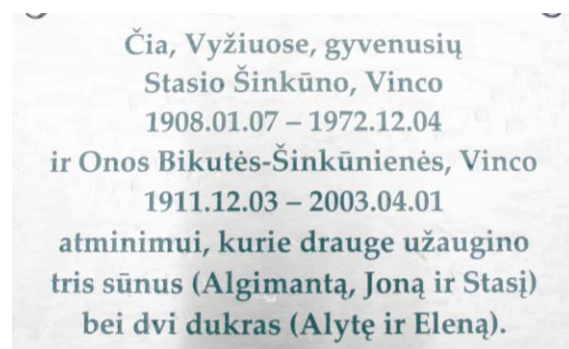 Čia, Vyžiuose, gyvenusių
Stasio Šinkūno, Vinco
1908.01.07 – 1972.12.04
ir Onos Bikutės-Šinkūnienės, Vinco
1911.12.03 – 2003.04.01
atminimui, kurie drauge užaugino
tris sūnus (Algimantą, Joną ir Stasį)
bei dvi dukras (Alytę ir Eleną).